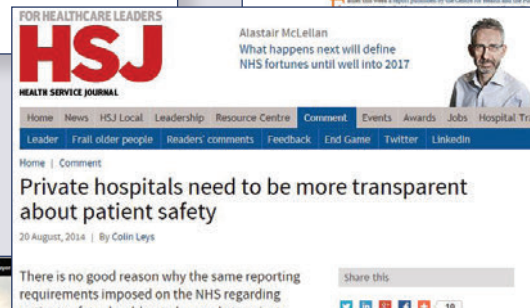 FOR HEALTHCARE LEADERS
HSJ
HEALTH SERVICE JOURNAL
Alastair McLellan
What happens next will define
NHS fortunes until well into 2017
Home News HSJ Local Leadership Resource Centre Comment Events Awards Jobs Hospital
Leader Frail older people Readers' comments Feedback End Game Twitter LinkedIn
Home | Comment
Private hospitals need to be more transparent
about patient safety
20 August, 2014 | By Colin Leys
There is no good reason why the same reporting
requirements imposed on the NHS regarding
Share this